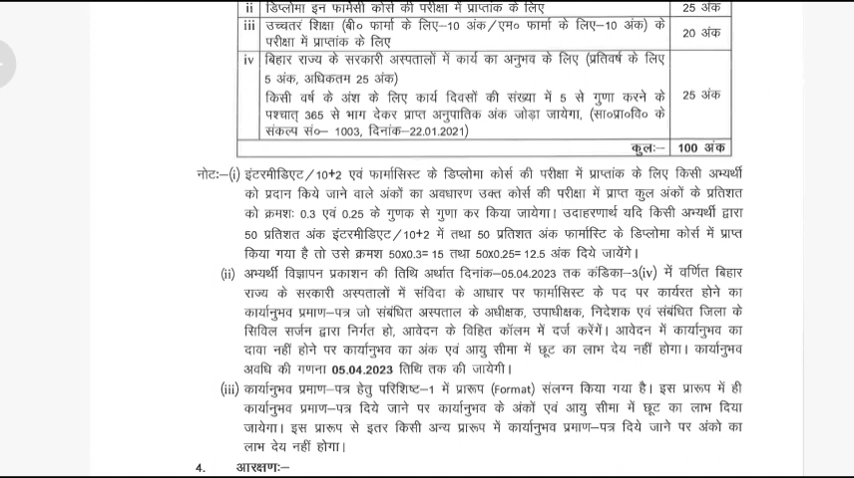 ii डिप्लोमा इन फार्मेसी कोर्स की परीक्षा में प्राप्तांक के लिए 25 अंक
iii उच्चतर शिक्षा (बी० फार्मा के लिए–10 अंक/एम० फार्मा के लिए–10 अंक) के
परीक्षा में प्राप्तांक के लिए 20 अंक
iv बिहार राज्य के सरकारी अस्पतालों में कार्य का अनुभव के लिए (प्रतिवर्ष के लिए
5 अंक, अधिकतम 25 अंक)
किसी वर्ष के अंश के लिए कार्य दिवसों की संख्या में 5 से गुणा करने के 25 अंक
पश्चात् 365 से भाग देकर प्राप्त अनुपातिक अंक जोड़ा जायेगा, (सा०प्र०वि० के
संकल्प सं०– 1003, दिनांक–22.01.2021)
कुलः– 100 अंक
नोटः–(i) इंटरमीडिएट/10+2 एवं फार्मासिस्ट के डिप्लोमा कोर्स की परीक्षा में प्राप्तांक के लिए किसी अभ्यर्थी
को प्रदान किये जाने वाले अंकों का अवधारण उक्त कोर्स की परीक्षा में प्राप्त कुल अंकों के प्रतिशत
को क्रमशः 0.3 एवं 0.25 के गुणक से गुणा कर किया जायेगा। उदाहरणार्थ यदि किसी अभ्यर्थी द्वारा
50 प्रतिशत अंक इंटरमीडिएट/10+2 में तथा 50 प्रतिशत अंक फार्मास्टि के डिप्लोमा कोर्स में प्राप्त
किया गया है तो उसे क्रमश 50X0.3= 15 तथा 50X0.25= 12.5 अंक दिये जायेंगे।
(ii) अभ्यर्थी विज्ञापन प्रकाशन की तिथि अर्थात दिनांक–05.04.2023 तक कंडिका–3(iv) में वर्णित बिहार
राज्य के सरकारी अस्पतालों में संविदा के आधार पर फार्मासिस्ट के पद पर कार्यरत होने का
कार्यानुभव प्रमाण–पत्र जो संबंधित अस्पताल के अधीक्षक, उपाधीक्षक, निदेशक एवं संबंधित जिला के
सिविल सर्जन द्वारा निर्गत हो, आवेदन के विहित कॉलम में दर्ज करेंगें। आवेदन में कार्यानुभव का
दावा नहीं होने पर कार्यानुभव का अंक एवं आयु सीमा में छूट का लाभ देय नहीं होगा। कार्यानुभव
अवधि की गणना 05.04.2023 तिथि तक की जायेगी।
(iii) कार्यानुभव प्रमाण–पत्र हेतु परिशिष्ट–1 में प्रारूप (Format) संलग्न किया गया है। इस प्रारूप में ही
कार्यानुभव प्रमाण–पत्र दिये जाने पर कार्यानुभव के अंकों एवं आयु सीमा में छूट का लाभ दिया
जायेगा। इस प्रारूप से इतर किसी अन्य प्रारूप में कार्यानुभव प्रमाण–पत्र दिये जाने पर अंको का
लाभ देय नहीं होगा।
4. आरक्षणः–